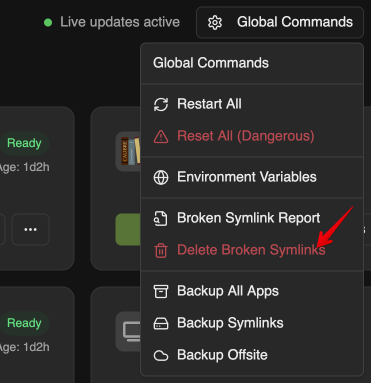 Live updates active
Global Commands
Global Commands
Restart All
Ready
Reset All (Dangerous)
Age: 1d2h
Environment Variables
Broken Symlink Report
Delete Broken Symlinks
Backup All Apps
Ready
Backup Symlinks
Age: 1d2h
Backup Offsite